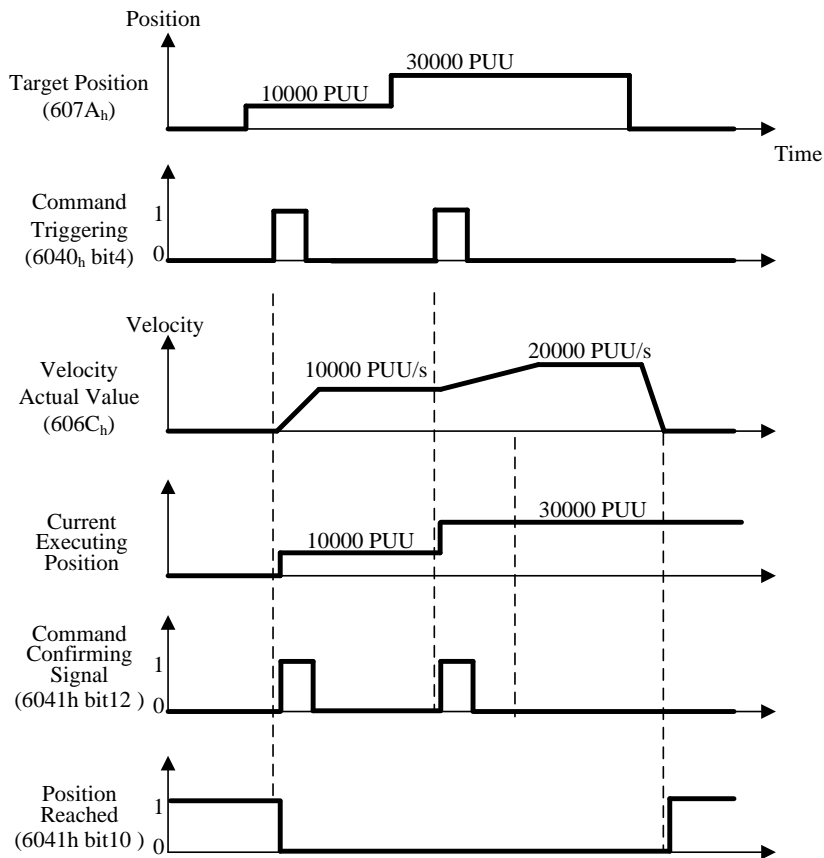 Position
Target Position
(607Ah)
10000 PUU
30000 PUU
Time
Command
Triggering
(6040h bit4)
1
0
Velocity
Velocity
Actual Value
(606Ch)
10000 PUU/s
20000 PUU/s
Current
Executing
Position
10000 PUU
30000 PUU
Command
Confirming
Signal
(6041h bit12 )
1
0
Position
Reached
(6041h bit10 )
1
0